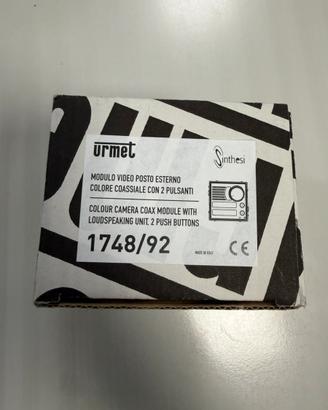 urmet
Sinthesi
MODULO VIDEO POSTO ESTERNO
COLORE COASSIALE CON 2 PULSANTI
COLOUR CAMERA COAX MODULE WITH
LOUDSPEAKING UNIT, 2 PUSH BUTTONS
1748/92
MADE IN ITALY
CE